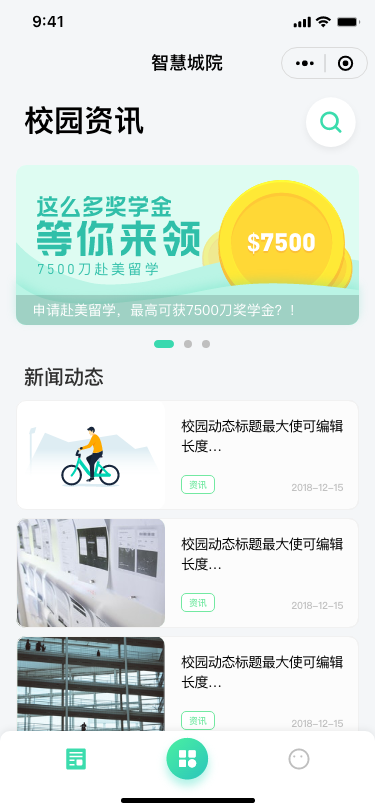 9:41
智慧城院
校园资讯
这么多奖学金
等你来领
7500刀赴美留学
$7500
申请赴美留学，最高可获7500刀奖学金？！
新闻动态
校园动态标题最大使可编辑
长度...
资讯
2018-12-15
校园动态标题最大使可编辑
长度...
资讯
2018-12-15
校园动态标题最大使可编辑
长度...
资讯
2018-12-15